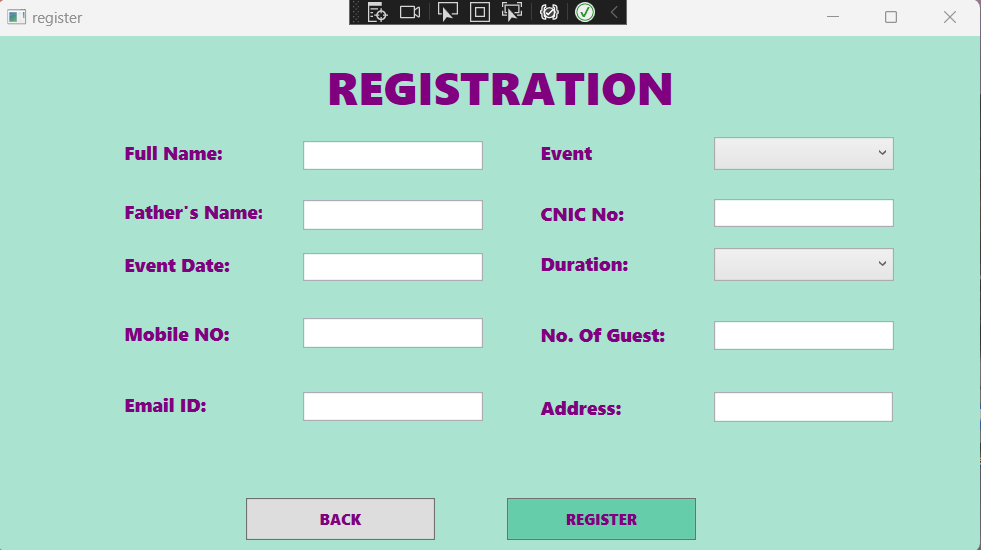 register
REGISTRATION
Full Name:
Event
Father's Name:
CNIC No:
Event Date:
Duration:
Mobile NO:
No. Of Guest:
Email ID:
Address:
BACK
REGISTER